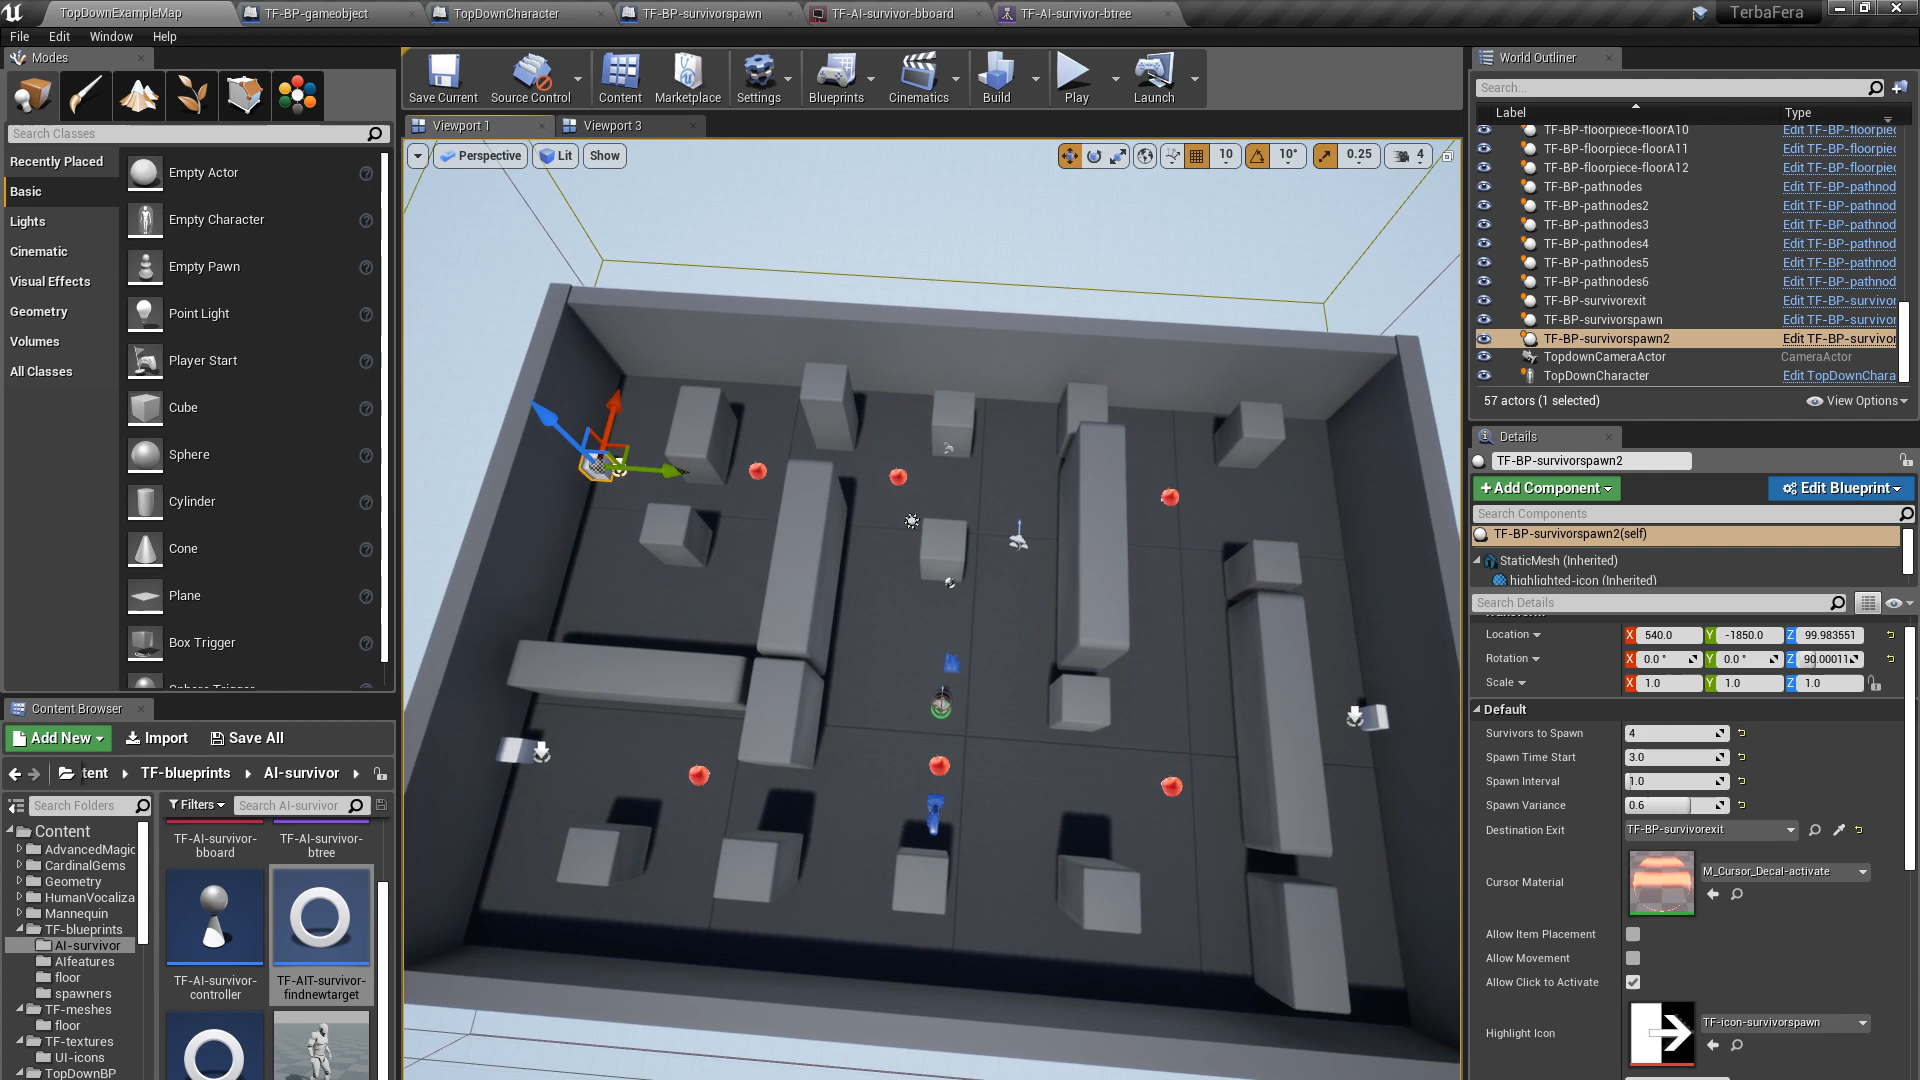 TopDownExampleMap
TF-BP-gameobject
TopDownCharacter
TF-BP-survivorspawn
TF-AI-survivor-bboard
TF-AI-survivor-btree
TerbaFera
File Edit Window Help
Modes
Search Classes
Recently Placed
Basic
Lights
Cinematic
Visual Effects
Geometry
Volumes
All Classes
Empty Actor
Empty Character
Empty Pawn
Point Light
Player Start
Cube
Sphere
Cylinder
Cone
Plane
Box Trigger
Save Current
Source Control
Content
Marketplace
Settings
Blueprints
Cinematics
Build
Play
Launch
Viewport 1
Viewport 3
Perspective
Lit
Show
10
10°
0.25
4
World Outliner
Search...
Label Type
TF-BP-floorpiece-floorA10 Edit TF-BP-floorpiec
TF-BP-floorpiece-floorA11 Edit TF-BP-floorpiec
TF-BP-floorpiece-floorA12 Edit TF-BP-floorpiec
TF-BP-pathnodes Edit TF-BP-pathnod
TF-BP-pathnodes2 Edit TF-BP-pathnod
TF-BP-pathnodes3 Edit TF-BP-pathnod
TF-BP-pathnodes4 Edit TF-BP-pathnod
TF-BP-pathnodes5 Edit TF-BP-pathnod
TF-BP-pathnodes6 Edit TF-BP-pathnod
TF-BP-survivorexit Edit TF-BP-survivor
TF-BP-survivorspawn Edit TF-BP-survivor
TF-BP-survivorspawn2 Edit TF-BP-survivor
TopdownCameraActor CameraActor
TopDownCharacter Edit TopDownChara
57 actors (1 selected)
View Options
Details
TF-BP-survivorspawn2
+Add Component
Edit Blueprint
Search Components
TF-BP-survivorspawn2(self)
StaticMesh (Inherited)
highlighted-icon (Inherited)
Search Details
Location X 540.0 Y -1850.0 Z 99.983551
Rotation X 0.0 ° Y 0.0 ° Z 90.00011
Scale X 1.0 Y 1.0 Z 1.0
Default
Survivors to Spawn 4
Spawn Time Start 3.0
Spawn Interval 1.0
Spawn Variance 0.6
Destination Exit TF-BP-survivorexit
Cursor Material M_Cursor_Decal-activate
Allow Item Placement
Allow Movement
Allow Click to Activate
Highlight Icon TF-icon-survivorspawn
Content Browser
Add New
Import
Save All
tent
TF-blueprints
AI-survivor
Search Folders
Filters
Search AI-survivor
Content
AdvancedMagic
CardinalGems
Geometry
HumanVocaliza
Mannequin
TF-blueprints
AI-survivor
AIfeatures
floor
spawners
TF-meshes
floor
TF-textures
UI-icons
TopDownBP
TF-AI-survivor-
bboard
TF-AI-survivor-
btree
TF-AI-survivor-
controller
TF-AIT-survivor-
findnewtarget